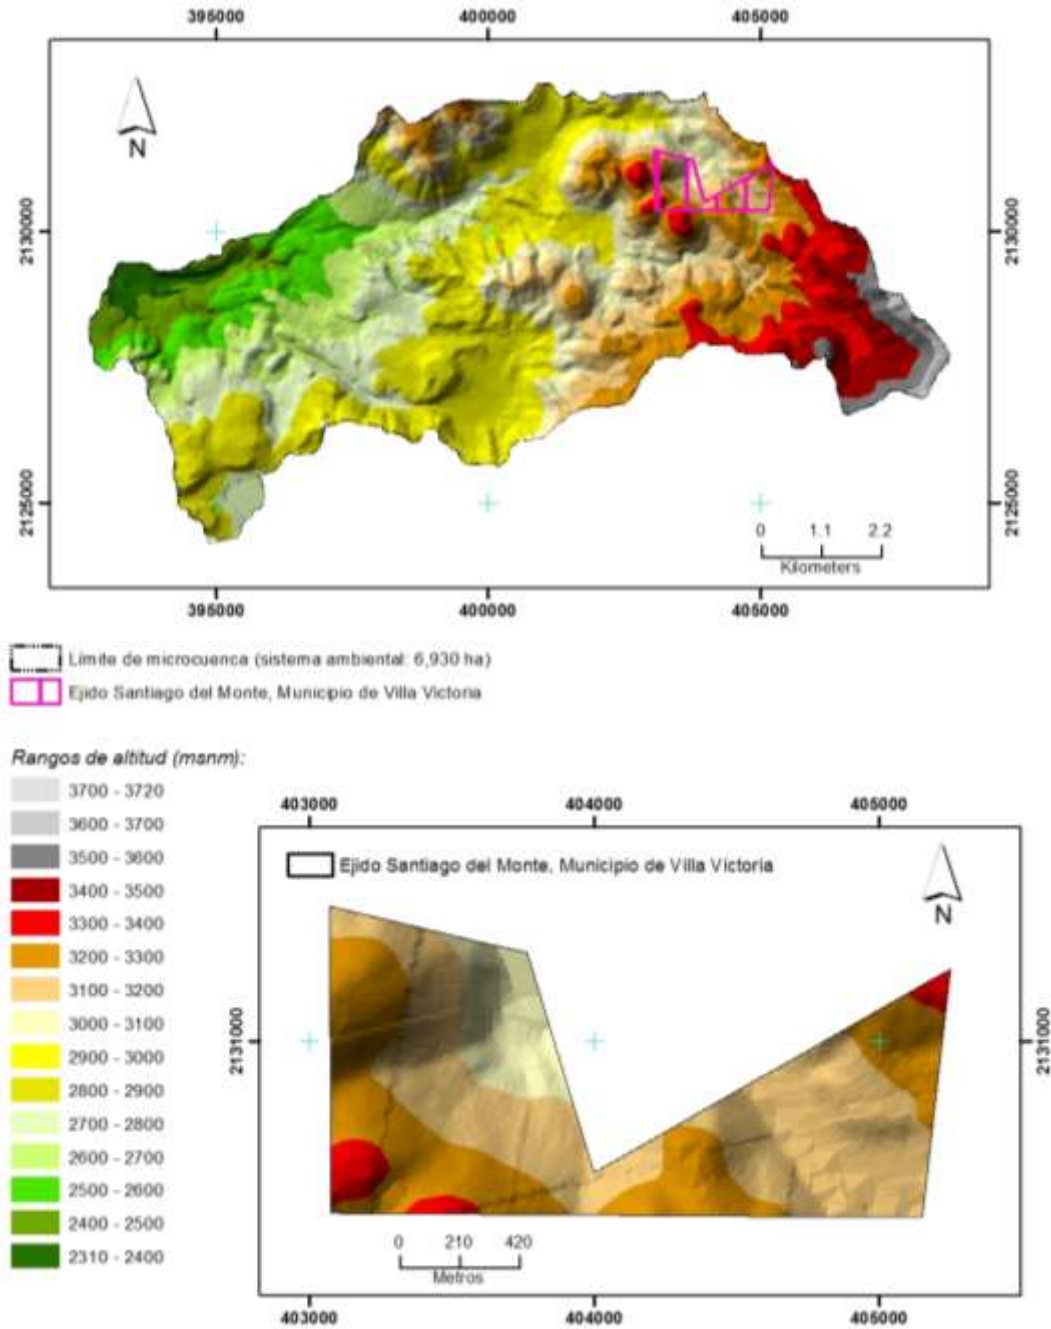 395000 400000 405000
N
2130000 2130000
2125000 2125000
0 1.1 2.2
Kilometers
395000 400000 405000
Límite de microcuenca (sistema ambiental: 6,930 ha)
Ejido Santiago del Monte, Municipio de Villa Victoria
Rangos de altitud (msnm):
3700 - 3720
3600 - 3700
3500 - 3600
3400 - 3500
3300 - 3400
3200 - 3300
3100 - 3200
3000 - 3100
2900 - 3000
2800 - 2900
2700 - 2800
2600 - 2700
2500 - 2600
2400 - 2500
2310 - 2400
403000 404000 405000
Ejido Santiago del Monte, Municipio de Villa Victoria
N
2131000 2131000
0 210 420
Metros
403000 404000 405000